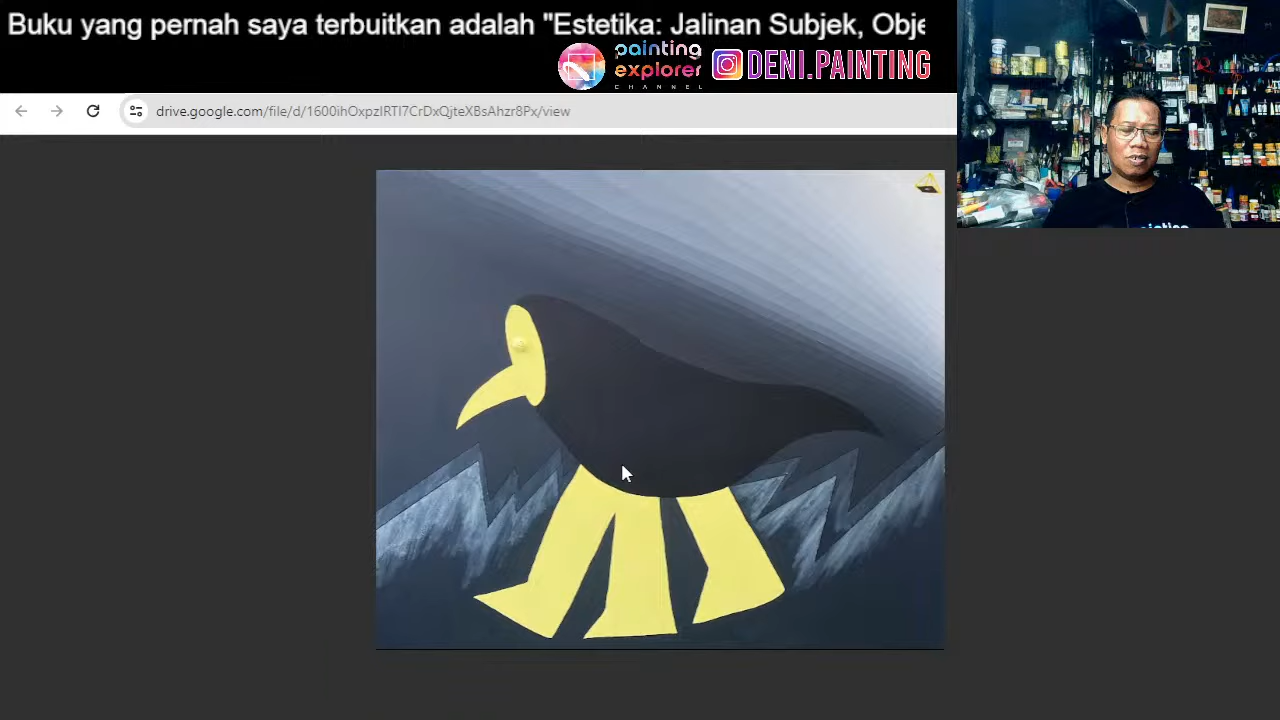 Buku yang pernah saya terbuitkan adalah "Estetika: Jalinan Subjek, Obje
painting
explorer
CHANNEL
DENI.PAINTING
drive.google.com/file/d/1600ihOxpzIRTl7CrDxQjteXBsAhzr8Px/view